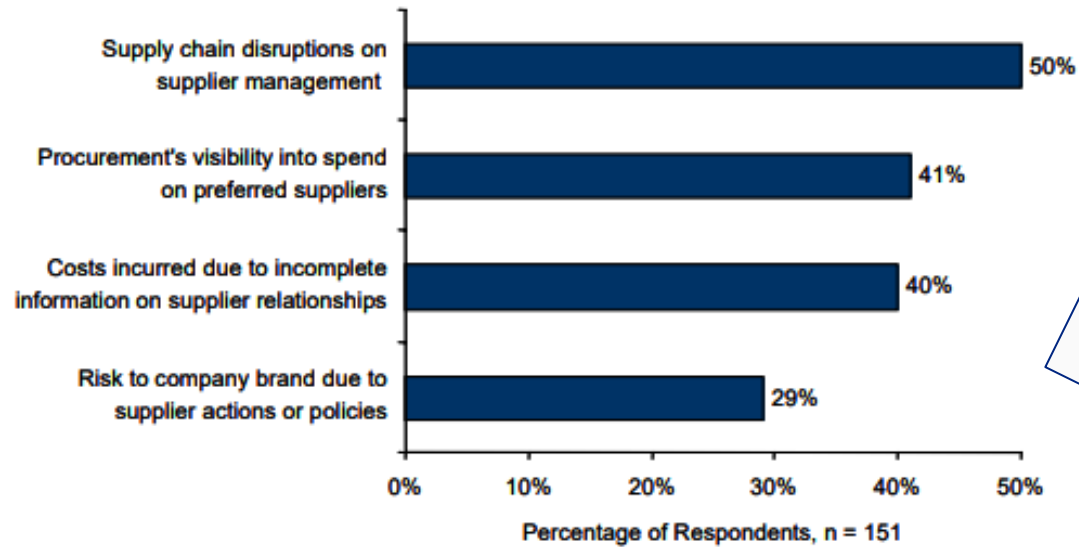 Supply chain disruptions on
supplier management
50%
Procurement's visibility into spend
on preferred suppliers
41%
Costs incurred due to incomplete
information on supplier relationships
40%
Risk to company brand due to
supplier actions or policies
29%
0% 10% 20% 30% 40% 50%
Percentage of Respondents, n = 151